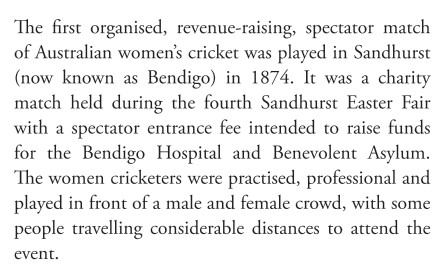 The first organised, revenue-raising, spectator match
of Australian women’s cricket was played in Sandhurst
(now known as Bendigo) in 1874. It was a charity
match held during the fourth Sandhurst Easter Fair
with a spectator entrance fee intended to raise funds
for the Bendigo Hospital and Benevolent Asylum.
The women cricketers were practised, professional and
played in front of a male and female crowd, with some
people travelling considerable distances to attend the
event.